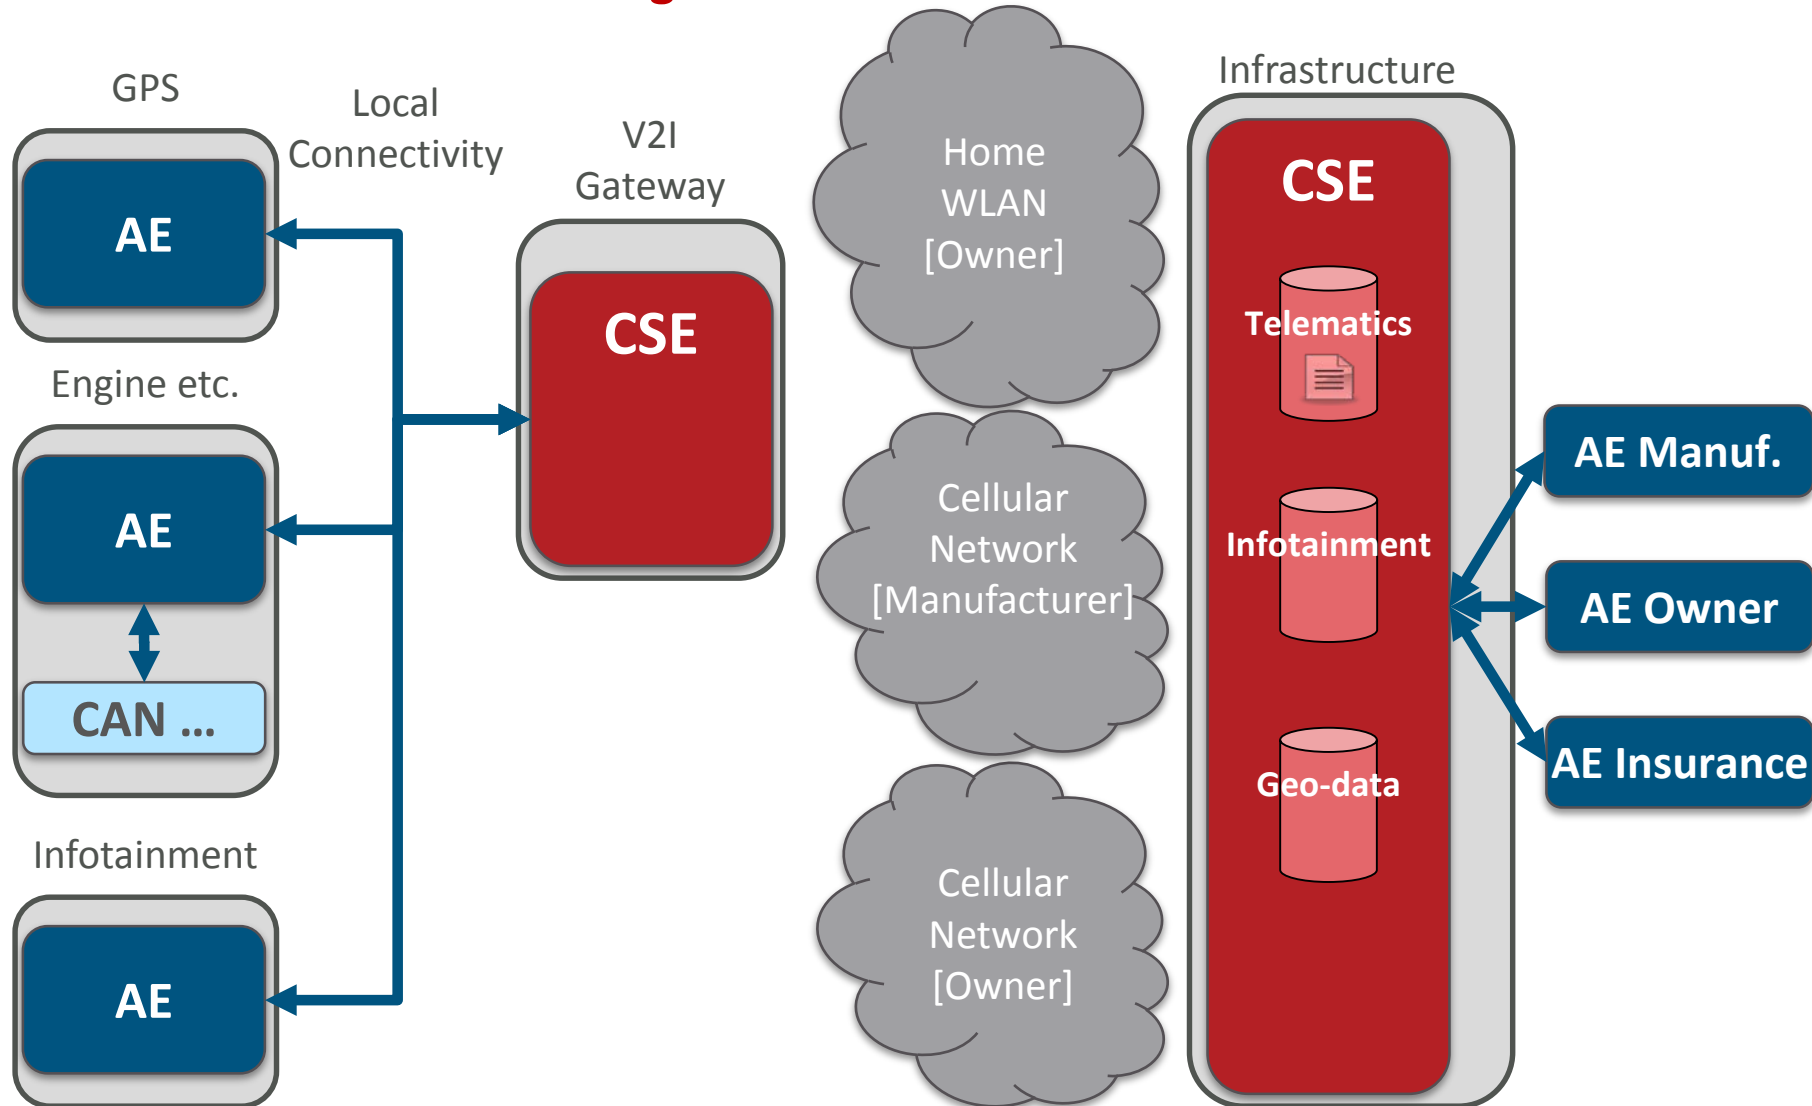 g
GPS
AE
Engine etc.
AE
CAN ...
Infotainment
AE
Local
Connectivity
V2I
Gateway
CSE
Home
WLAN
[Owner]
Cellular
Network
[Manufacturer]
Cellular
Network
[Owner]
Infrastructure
CSE
Telematics
Infotainment
Geo-data
AE Manuf.
AE Owner
AE Insurance